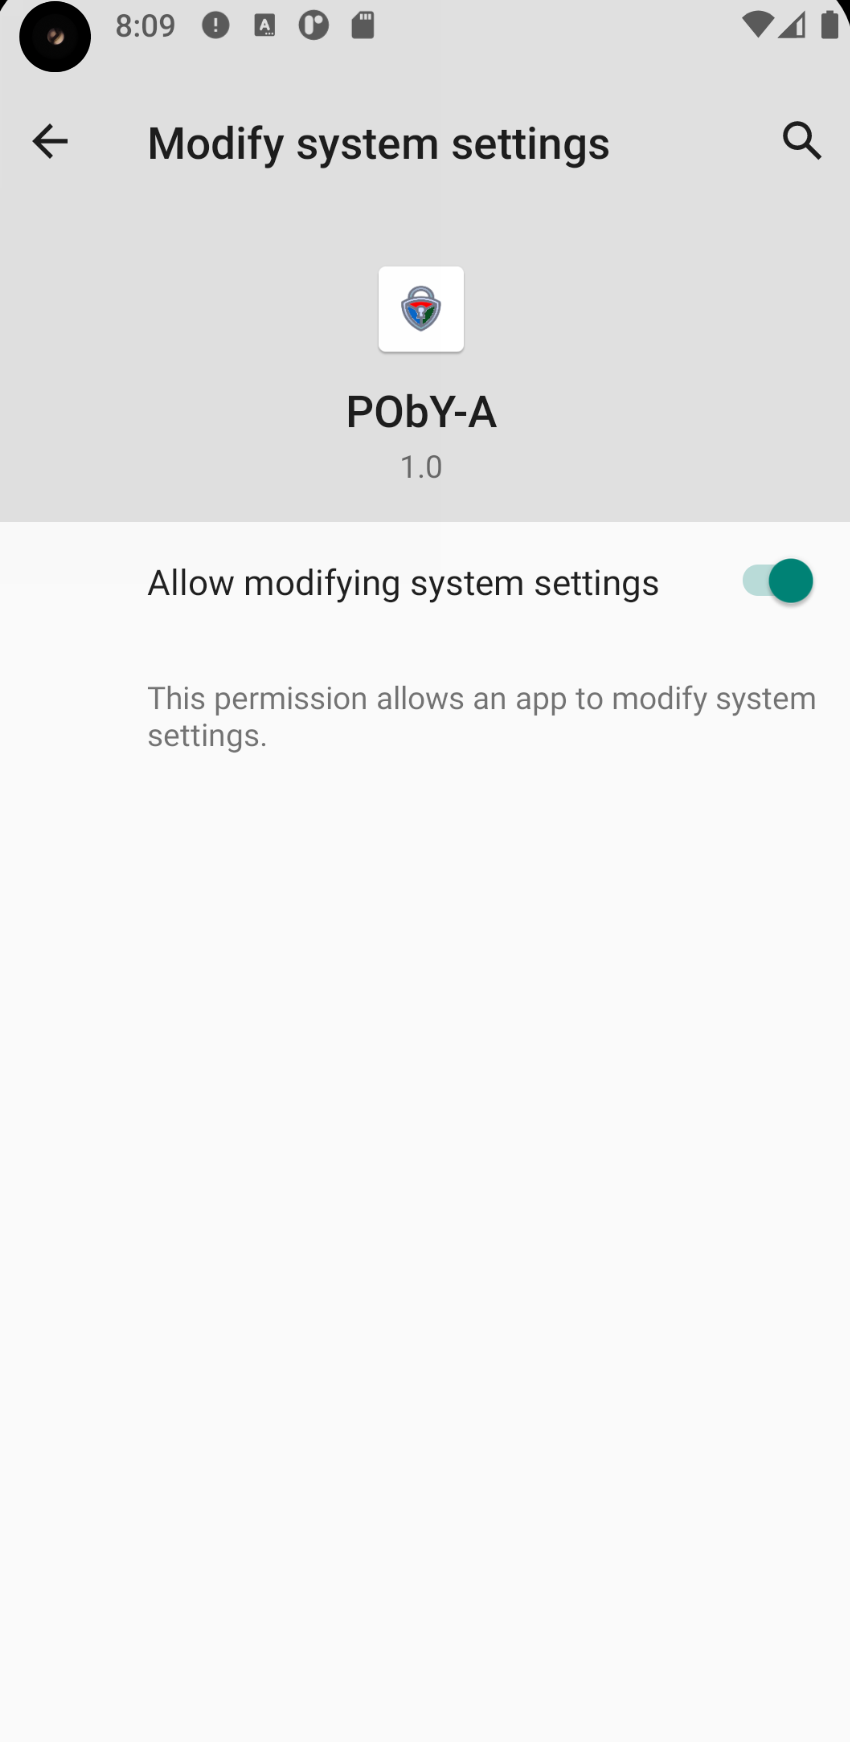 8:09
Modify system settings
PObY-A
1.0
Allow modifying system settings
This permission allows an app to modify system
settings.